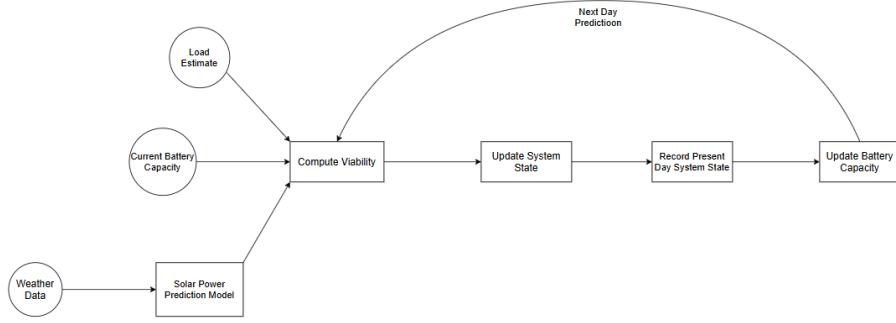 Next Day
Predictioon
Load
Estimate
Current Battery
Capacity
Compute Viability
Update System
State
Record Present
Day System State
Update Battery
Capacity
Weather
Data
Solar Power
Prediction Model